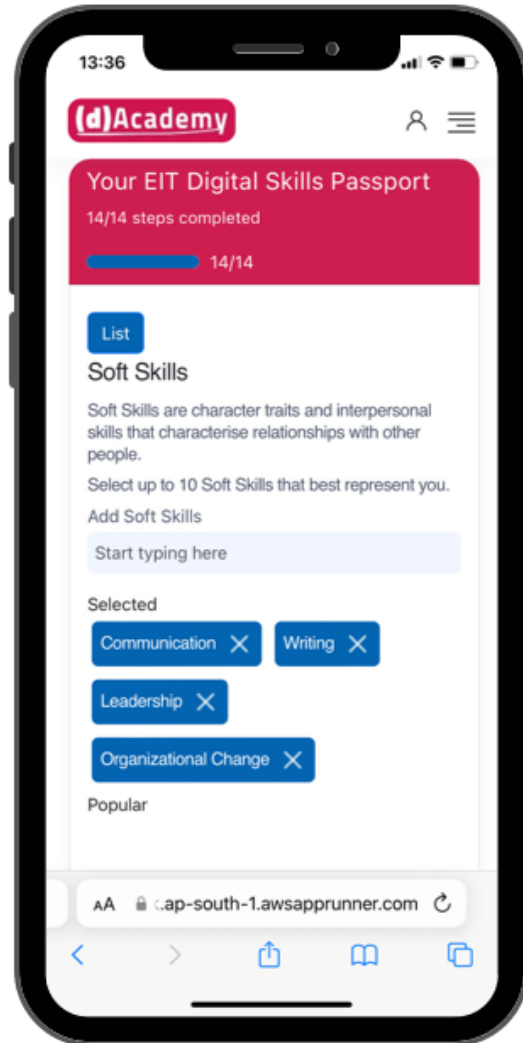 13:36
(d)Academy
Your EIT Digital Skills Passport
14/14 steps completed
14/14
List
Soft Skills
Soft Skills are character traits and interpersonal
skills that characterise relationships with other
people.
Select up to 10 Soft Skills that best represent you.
Add Soft Skills
Start typing here
Selected
Communication
Writing
Leadership
Organizational Change
Popular
AA
.ap-south-1.awsapprunner.com